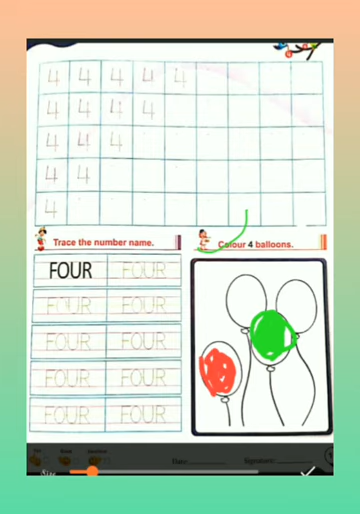 4 4 4 4 4
4 4 4 4
4 4 4
4 4
4
Trace the number name.
Colour 4 balloons.
FOUR FOUR
FOUR FOUR
FOUR FOUR
FOUR FOUR
FOUR FOUR
Date: Signature:
Size